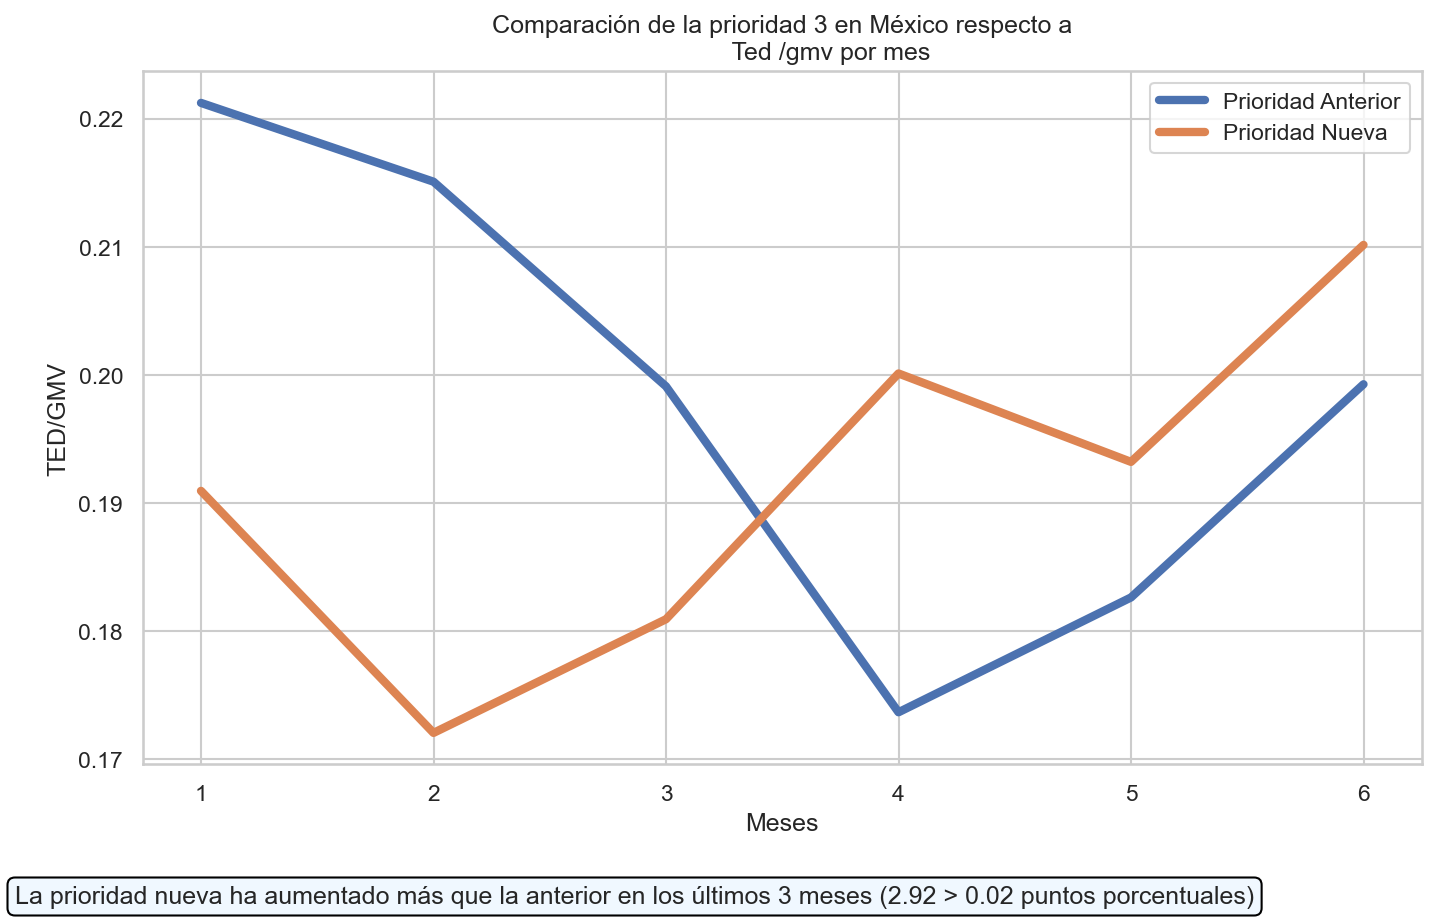 Comparación de la prioridad 3 en México respecto a
Ted /gmv por mes
Prioridad Anterior
Prioridad Nueva
0.22
0.21
0.20
0.19
0.18
0.17
TED/GMV
1 2 3 4 5 6
Meses
La prioridad nueva ha aumentado más que la anterior en los últimos 3 meses (2.92 > 0.02 puntos porcentuales)